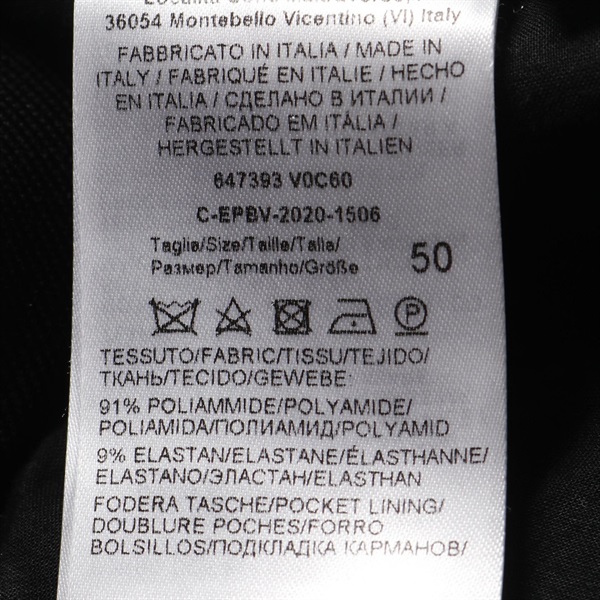 36054 Montebello Vicentino (VI) Italy
FABBRICATO IN ITALIA / MADE IN
ITALY / FABRIQUÉ EN ITALIE / HECHO
EN ITALIA / СДЕЛАНО В ИТАЛИИ /
FABRICADO EM ITÁLIA /
HERGESTELLT IN ITALIEN
647393 V0C60
C-EPBV-2020-1506
Taglia/Size/Taille/Talla/
Размер/Tamanho/Größe 50
P
TESSUTO/FABRIC/TISSU/TEJIDO/
ТКАНЬ/TECIDO/GEWEBE:
91% POLIAMMIDE/POLYAMIDE/
POLIAMIDA/ПОЛИАМИД/POLYAMID
9% ELASTAN/ELASTANE/ÉLASTHANNE/
ELASTANO/ЭЛАСТАН/ELASTHAN
FODERA TASCHE/POCKET LINING/
DOUBLURE POCHES/FORRO
BOLSILLOS/ПОДКЛАДКА КАРМАНОВ/